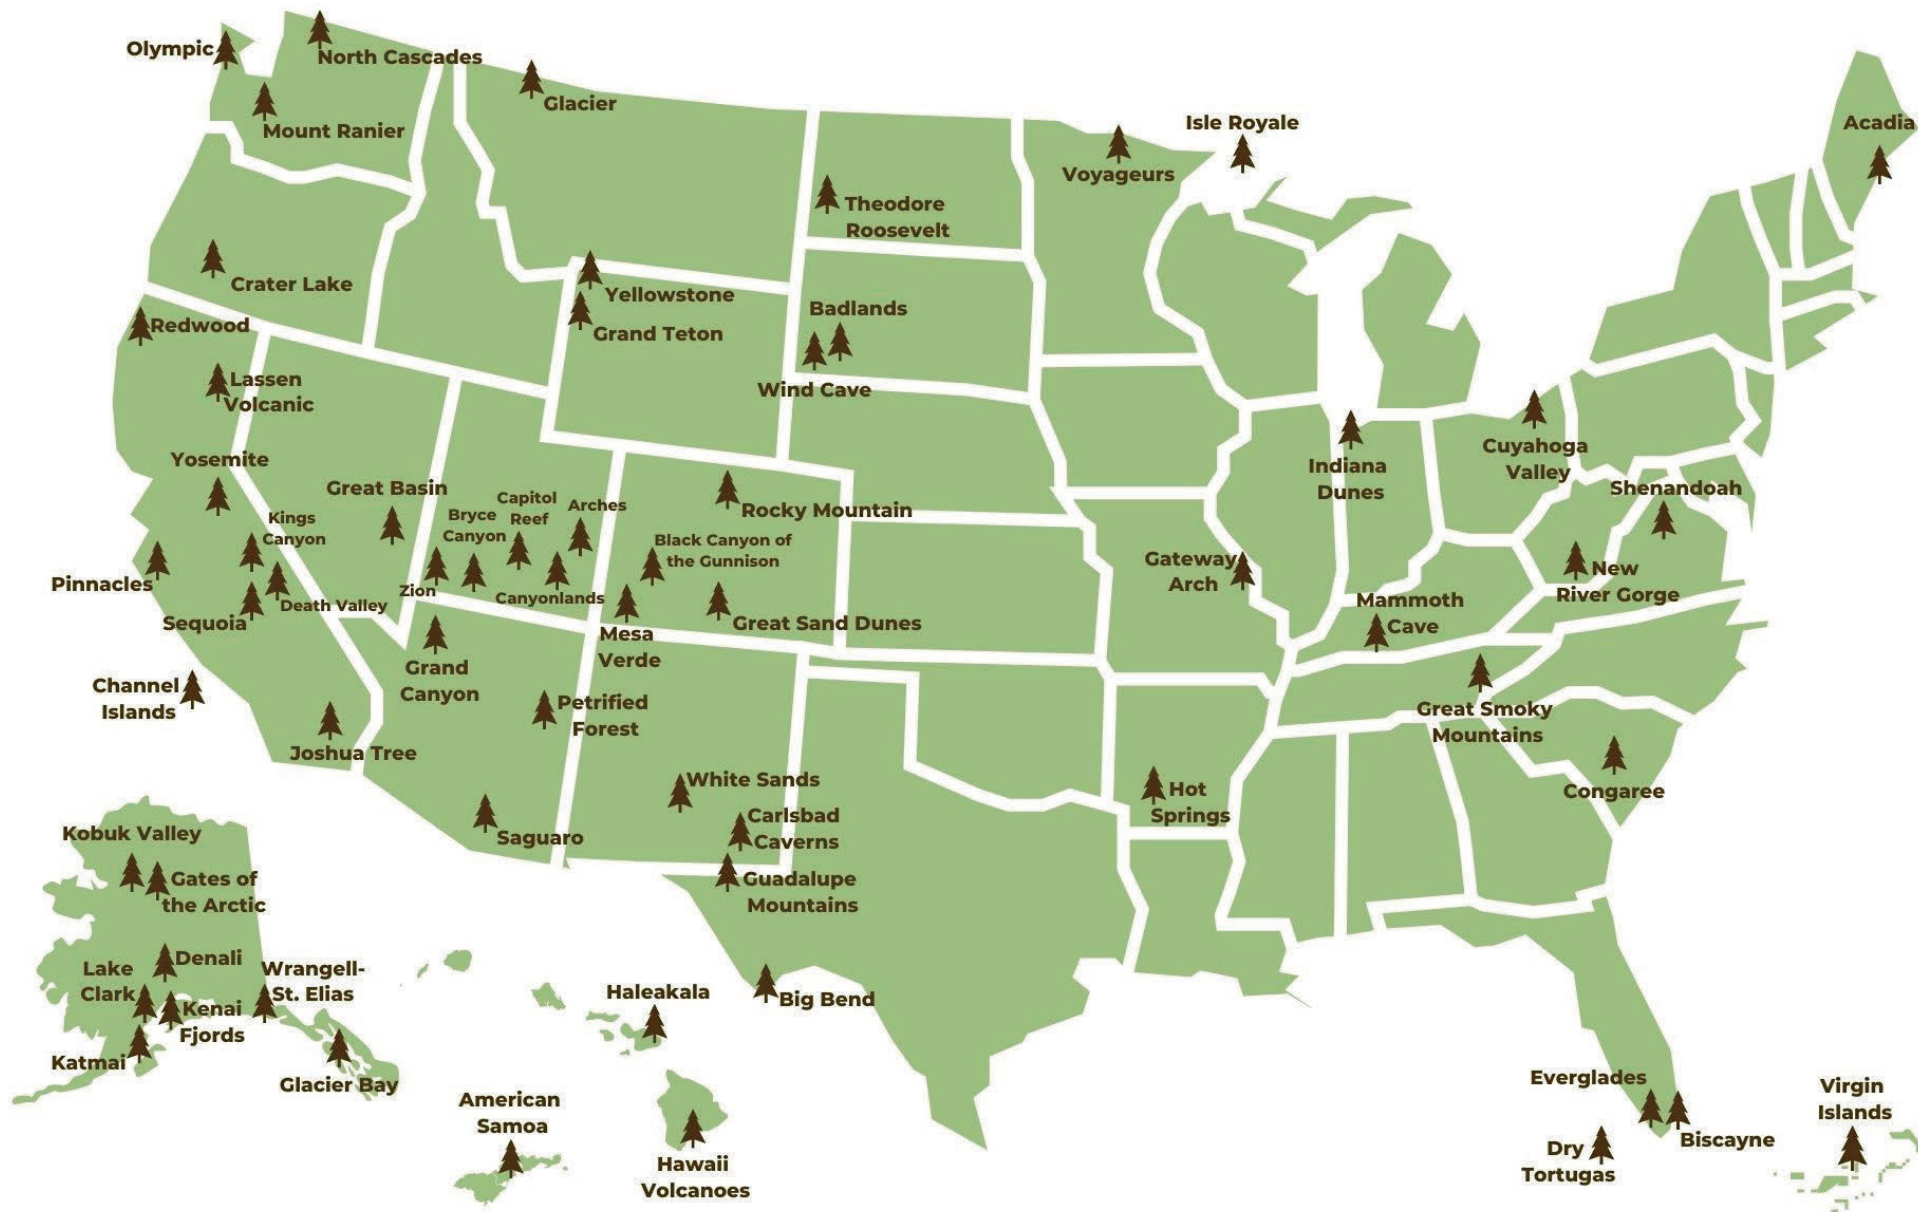 Olympic
North Cascades
Mount Ranier
Glacier
Isle Royale
Acadia
Voyageurs
Theodore
Roosevelt
Crater Lake
Yellowstone
Grand Teton
Badlands
Wind Cave
Redwood
Lassen
Volcanic
Yosemite
Great Basin
Kings
Canyon
Bryce
Canyon
Capitol
Reef
Arches
Rocky Mountain
Black Canyon of
the Gunnison
Indiana
Dunes
Cuyahoga
Valley
Shenandoah
Pinnacles
Sequoia
Death Valley
Zion
Canyonlands
Mesa
Verde
Great Sand Dunes
Gateway
Arch
Mammoth
Cave
New
River Gorge
Channel
Islands
Joshua Tree
Grand
Canyon
Petrified
Forest
Great Smoky
Mountains
White Sands
Carlsbad
Caverns
Guadalupe
Mountains
Saguaro
Hot
Springs
Congaree
Kobuk Valley
Gates of
the Arctic
Denali
Lake
Clark
Wrangell-
St. Elias
Kenai
Fjords
Katmai
Glacier Bay
Haleakala
Big Bend
American
Samoa
Hawaii
Volcanoes
Everglades
Biscayne
Dry
Tortugas
Virgin
Islands